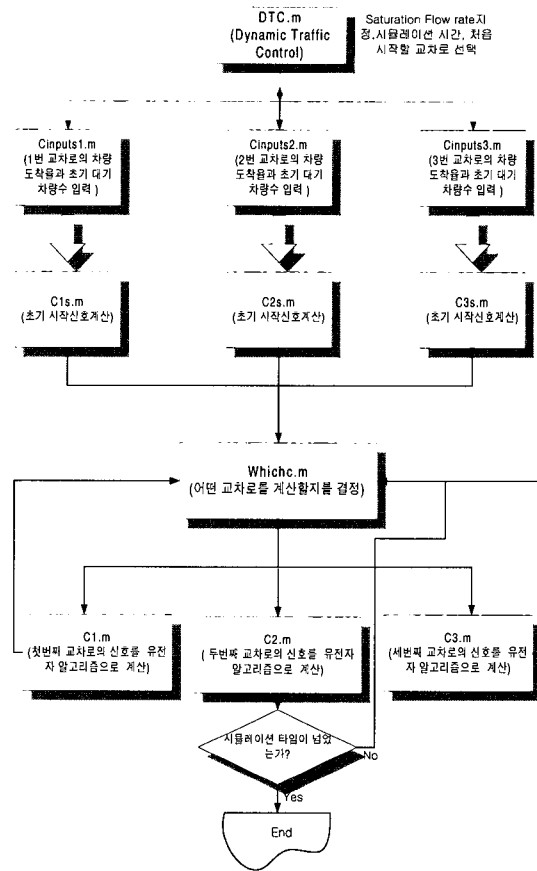 DTC.m
(Dynamic Traffic
Control)
Saturation Flow rate지
정,시뮬레이션 시간, 처음
시작할 교차로 선택
Cinputs1.m
(1번 교차로의 차량
도착율과 초기 대기
차량수 입력)
Cinputs2.m
(2번 교차로의 차량
도착율과 초기 대기
차량수 입력)
Cinputs3.m
(3번 교차로의 차량
도착율과 초기 대기
차량수 입력)
C1s.m
(초기 시작신호계산)
C2s.m
(초기 시작신호계산)
C3s.m
(초기 시작신호계산)
Whichc.m
(어떤 교차로를 계산할지를 결정)
C1.m
(첫번째 교차로의 신호를 유전
자 알고리즘으로 계산)
C2.m
( 두번째 교차로의 신호를 유전자
알고리즘으로 계산)
C3.m
(세번째 교차로의 신호를 유전
자 알고리즘으로 계산)
시뮬레이션 타임이 넘었
는가?
No
Yes
End